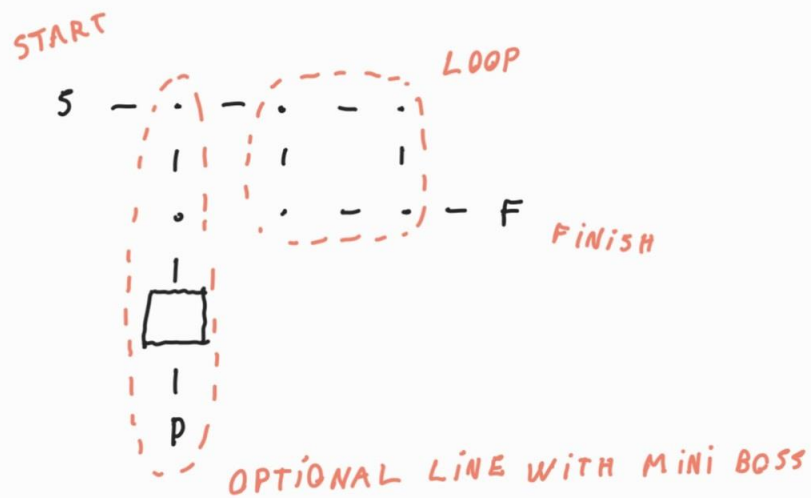 START
LOOP
S
F
FINISH
P
OPTIONAL LINE WITH MINI BOSS